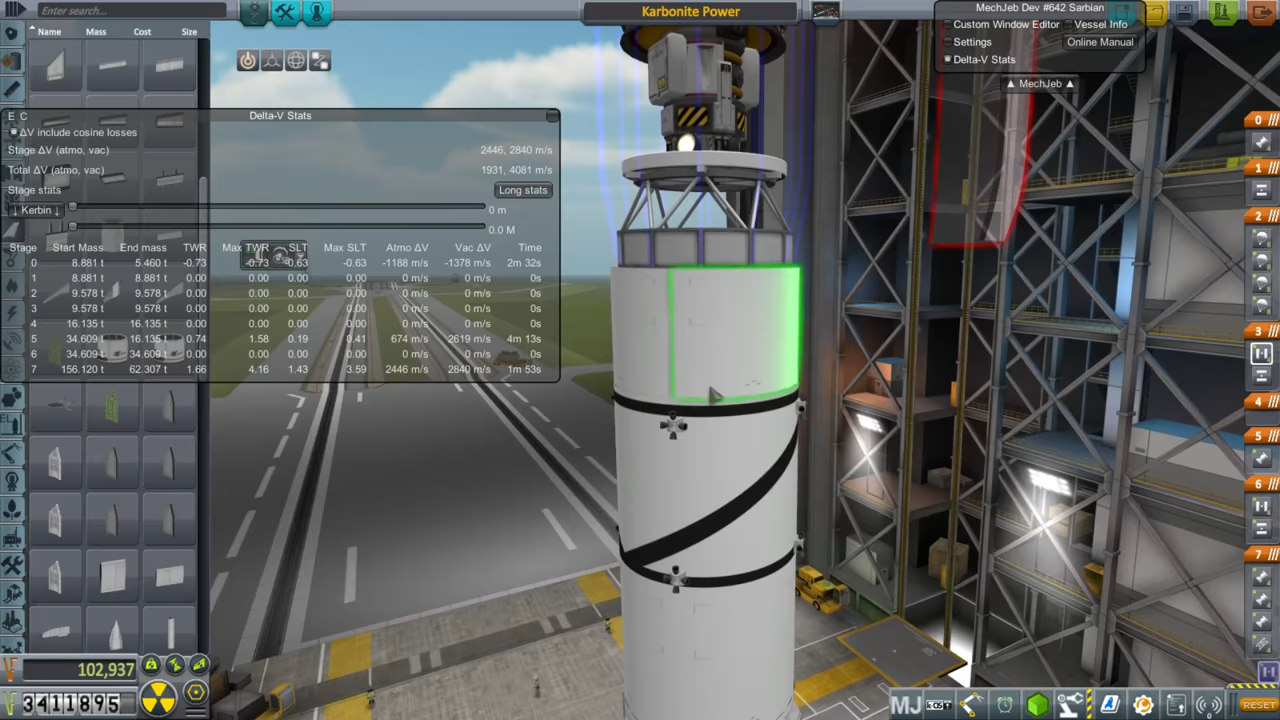 Enter search...
Karbonite Power
MechJeb Dev #642 Sarbian
Custom Window Editor Vessel Info
Settings Online Manual
Delta-V Stats
▲ MechJeb ▲
Name Mass Cost Size
E C Delta-V Stats
ΔV include cosine losses
Stage ΔV (atmo, vac) 2446, 2840 m/s
Total ΔV (atmo, vac) 1931, 4081 m/s
Stage stats Long stats
↓ Kerbin ↓ 0 m
0.0 M
Stage Start Mass End mass TWR Max TWR SLT Max SLT Atmo ΔV Vac ΔV Time
0 8.881 t 5.460 t -0.73 -0.73 -0.63 -0.63 -1188 m/s -1378 m/s 2m 32s
1 8.881 t 8.881 t 0.00 0.00 0.00 0.00 0 m/s 0 m/s 0s
2 9.578 t 9.578 t 0.00 0.00 0.00 0.00 0 m/s 0 m/s 0s
3 9.578 t 9.578 t 0.00 0.00 0.00 0.00 0 m/s 0 m/s 0s
4 16.135 t 16.135 t 0.00 0.00 0.00 0.00 0 m/s 0 m/s 0s
5 34.609 t 16.135 t 0.74 1.58 0.19 0.41 674 m/s 2619 m/s 4m 13s
6 34.609 t 34.609 t 0.00 0.00 0.00 0.00 0 m/s 0 m/s 0s
7 156.120 t 62.307 t 1.66 4.16 1.43 3.59 2446 m/s 2840 m/s 1m 53s
0
1
2
3
4
5
6
7
102,937
3411895
MJ
kOS
RESET